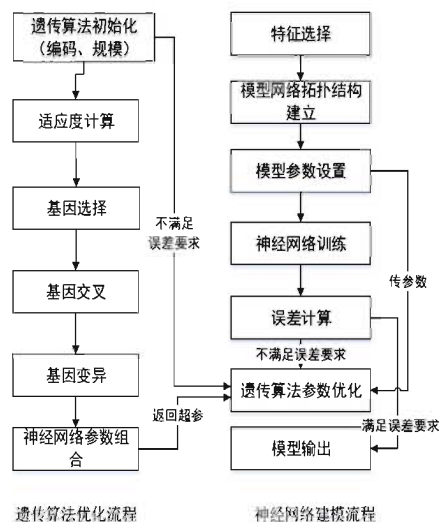 遗传算法初始化
（编码、规模）
适应度计算
基因选择
基因交叉
基因变异
神经网络参数组
合
不满足
误差要求
返回超参
特征选择
模型网络拓扑结构
建立
模型参数设置
神经网络训练
误差计算
传参数
不满足误差要求
遗传算法参数优化
满足误差要求
模型输出
遗传算法优化流程
神经网络建模流程